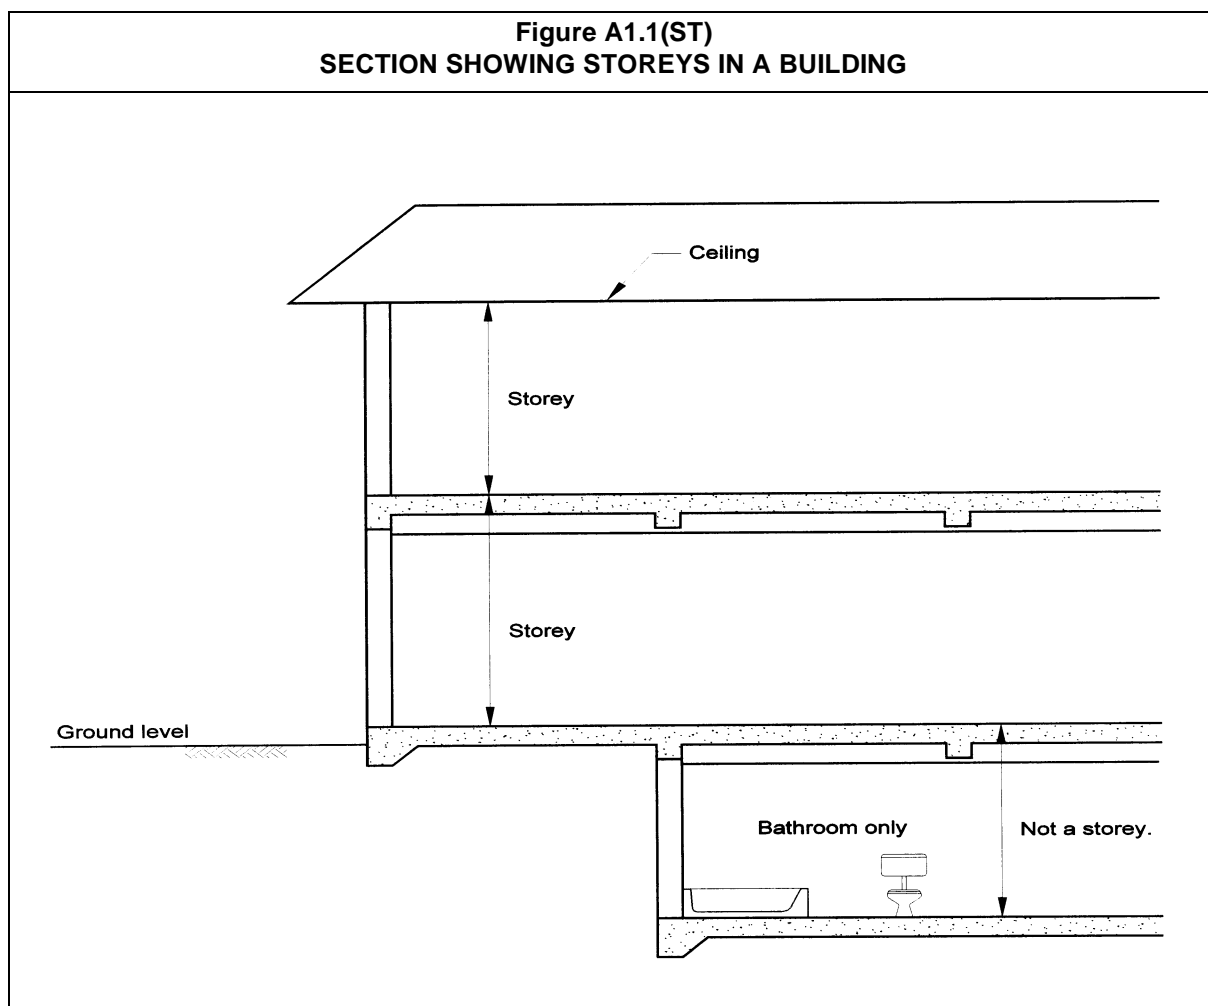 Figure A1.1(ST)
SECTION SHOWING STOREYS IN A BUILDING
Ceiling
Storey
Storey
Ground level
Bathroom only
Not a storey.